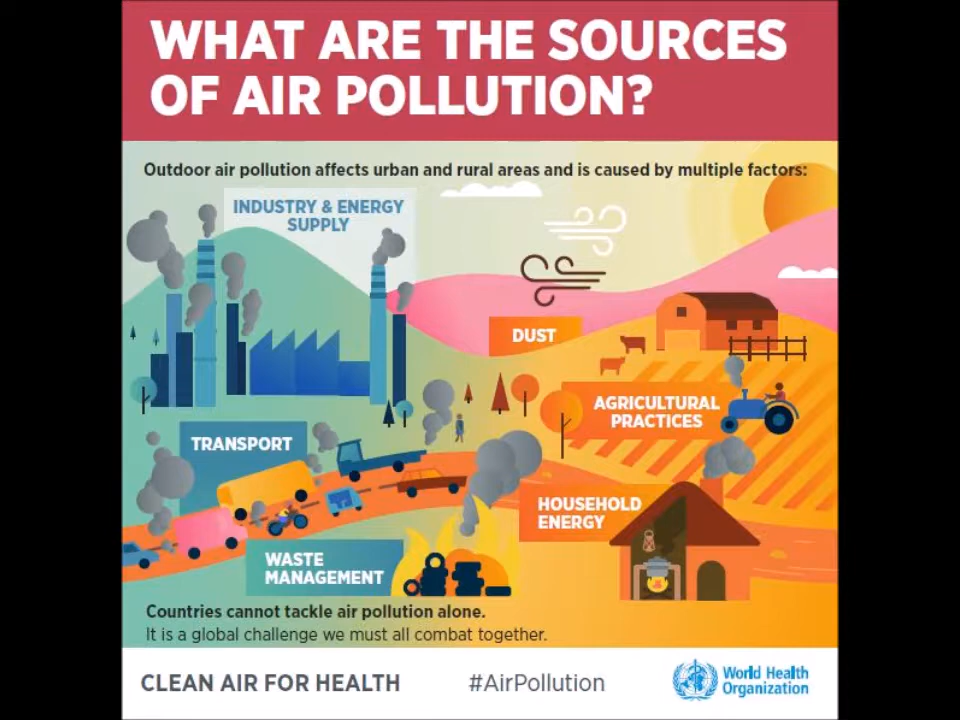 WHAT ARE THE SOURCES
OF AIR POLLUTION?
Outdoor air pollution affects urban and rural areas and is caused by multiple factors:
INDUSTRY & ENERGY
SUPPLY
DUST
AGRICULTURAL
PRACTICES
TRANSPORT
HOUSEHOLD
ENERGY
WASTE
MANAGEMENT
Countries cannot tackle air pollution alone.
It is a global challenge we must all combat together.
CLEAN AIR FOR HEALTH
#AirPollution
World Health
Organization